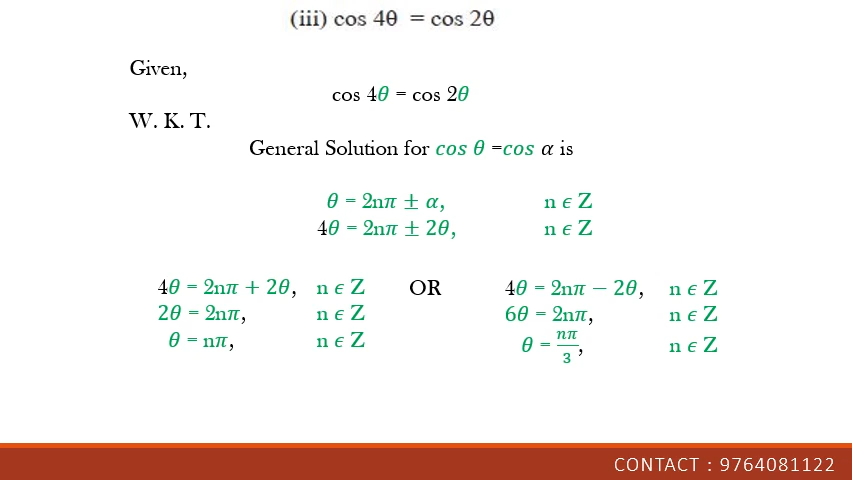 (iii) cos 4θ = cos 2θ
Given,
cos 4θ = cos 2θ
W. K. T.
General Solution for cos θ =cos α is
θ = 2nπ ± α, n ϵ Z
4θ = 2nπ ± 2θ, n ϵ Z
4θ = 2nπ + 2θ, n ϵ Z OR 4θ = 2nπ − 2θ, n ϵ Z
2θ = 2nπ, n ϵ Z 6θ = 2nπ, n ϵ Z
θ = nπ, n ϵ Z θ = nπ/3, n ϵ Z
CONTACT : 9764081122